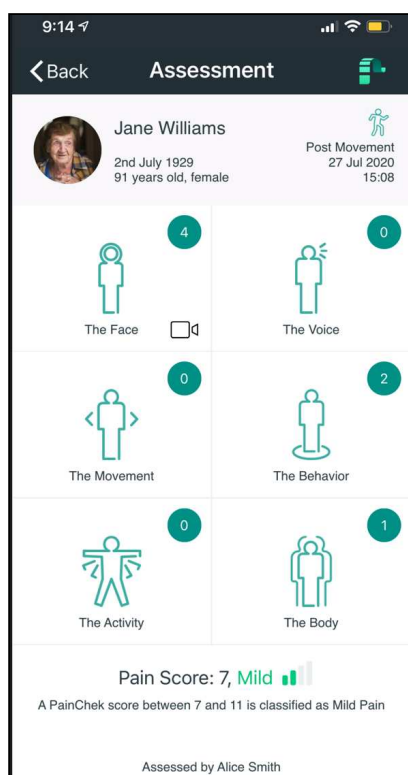 9:14
Back
Assessment
Jane Williams
2nd July 1929
91 years old, female
Post Movement
27 Jul 2020
15:08
4
The Face
0
The Voice
0
The Movement
2
The Behavior
0
The Activity
1
The Body
Pain Score: 7, Mild
A PainChek score between 7 and 11 is classified as Mild Pain
Assessed by Alice Smith